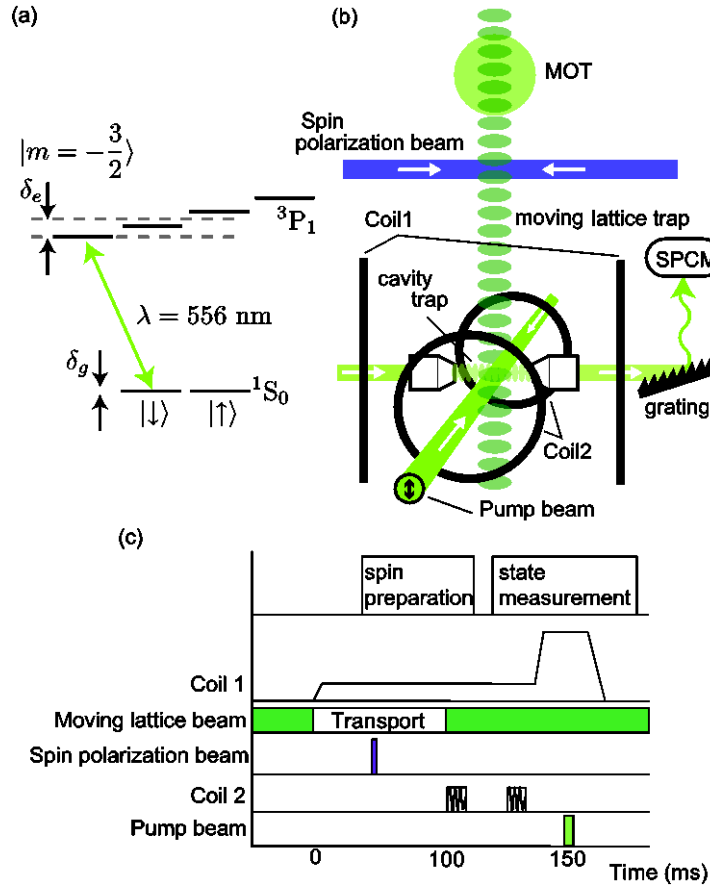 (a)
|m = −3/2⟩
δe
³P₁
λ = 556 nm
δg
¹S₀
|↓⟩ |↑⟩
(b)
MOT
Spin
polarization beam
Coil1
moving lattice trap
SPCM
cavity
trap
grating
Coil2
Pump beam
(c)
spin
preparation
state
measurement
Coil 1
Moving lattice beam
Transport
Spin polarization beam
Coil 2
Pump beam
0 100 150
Time (ms)